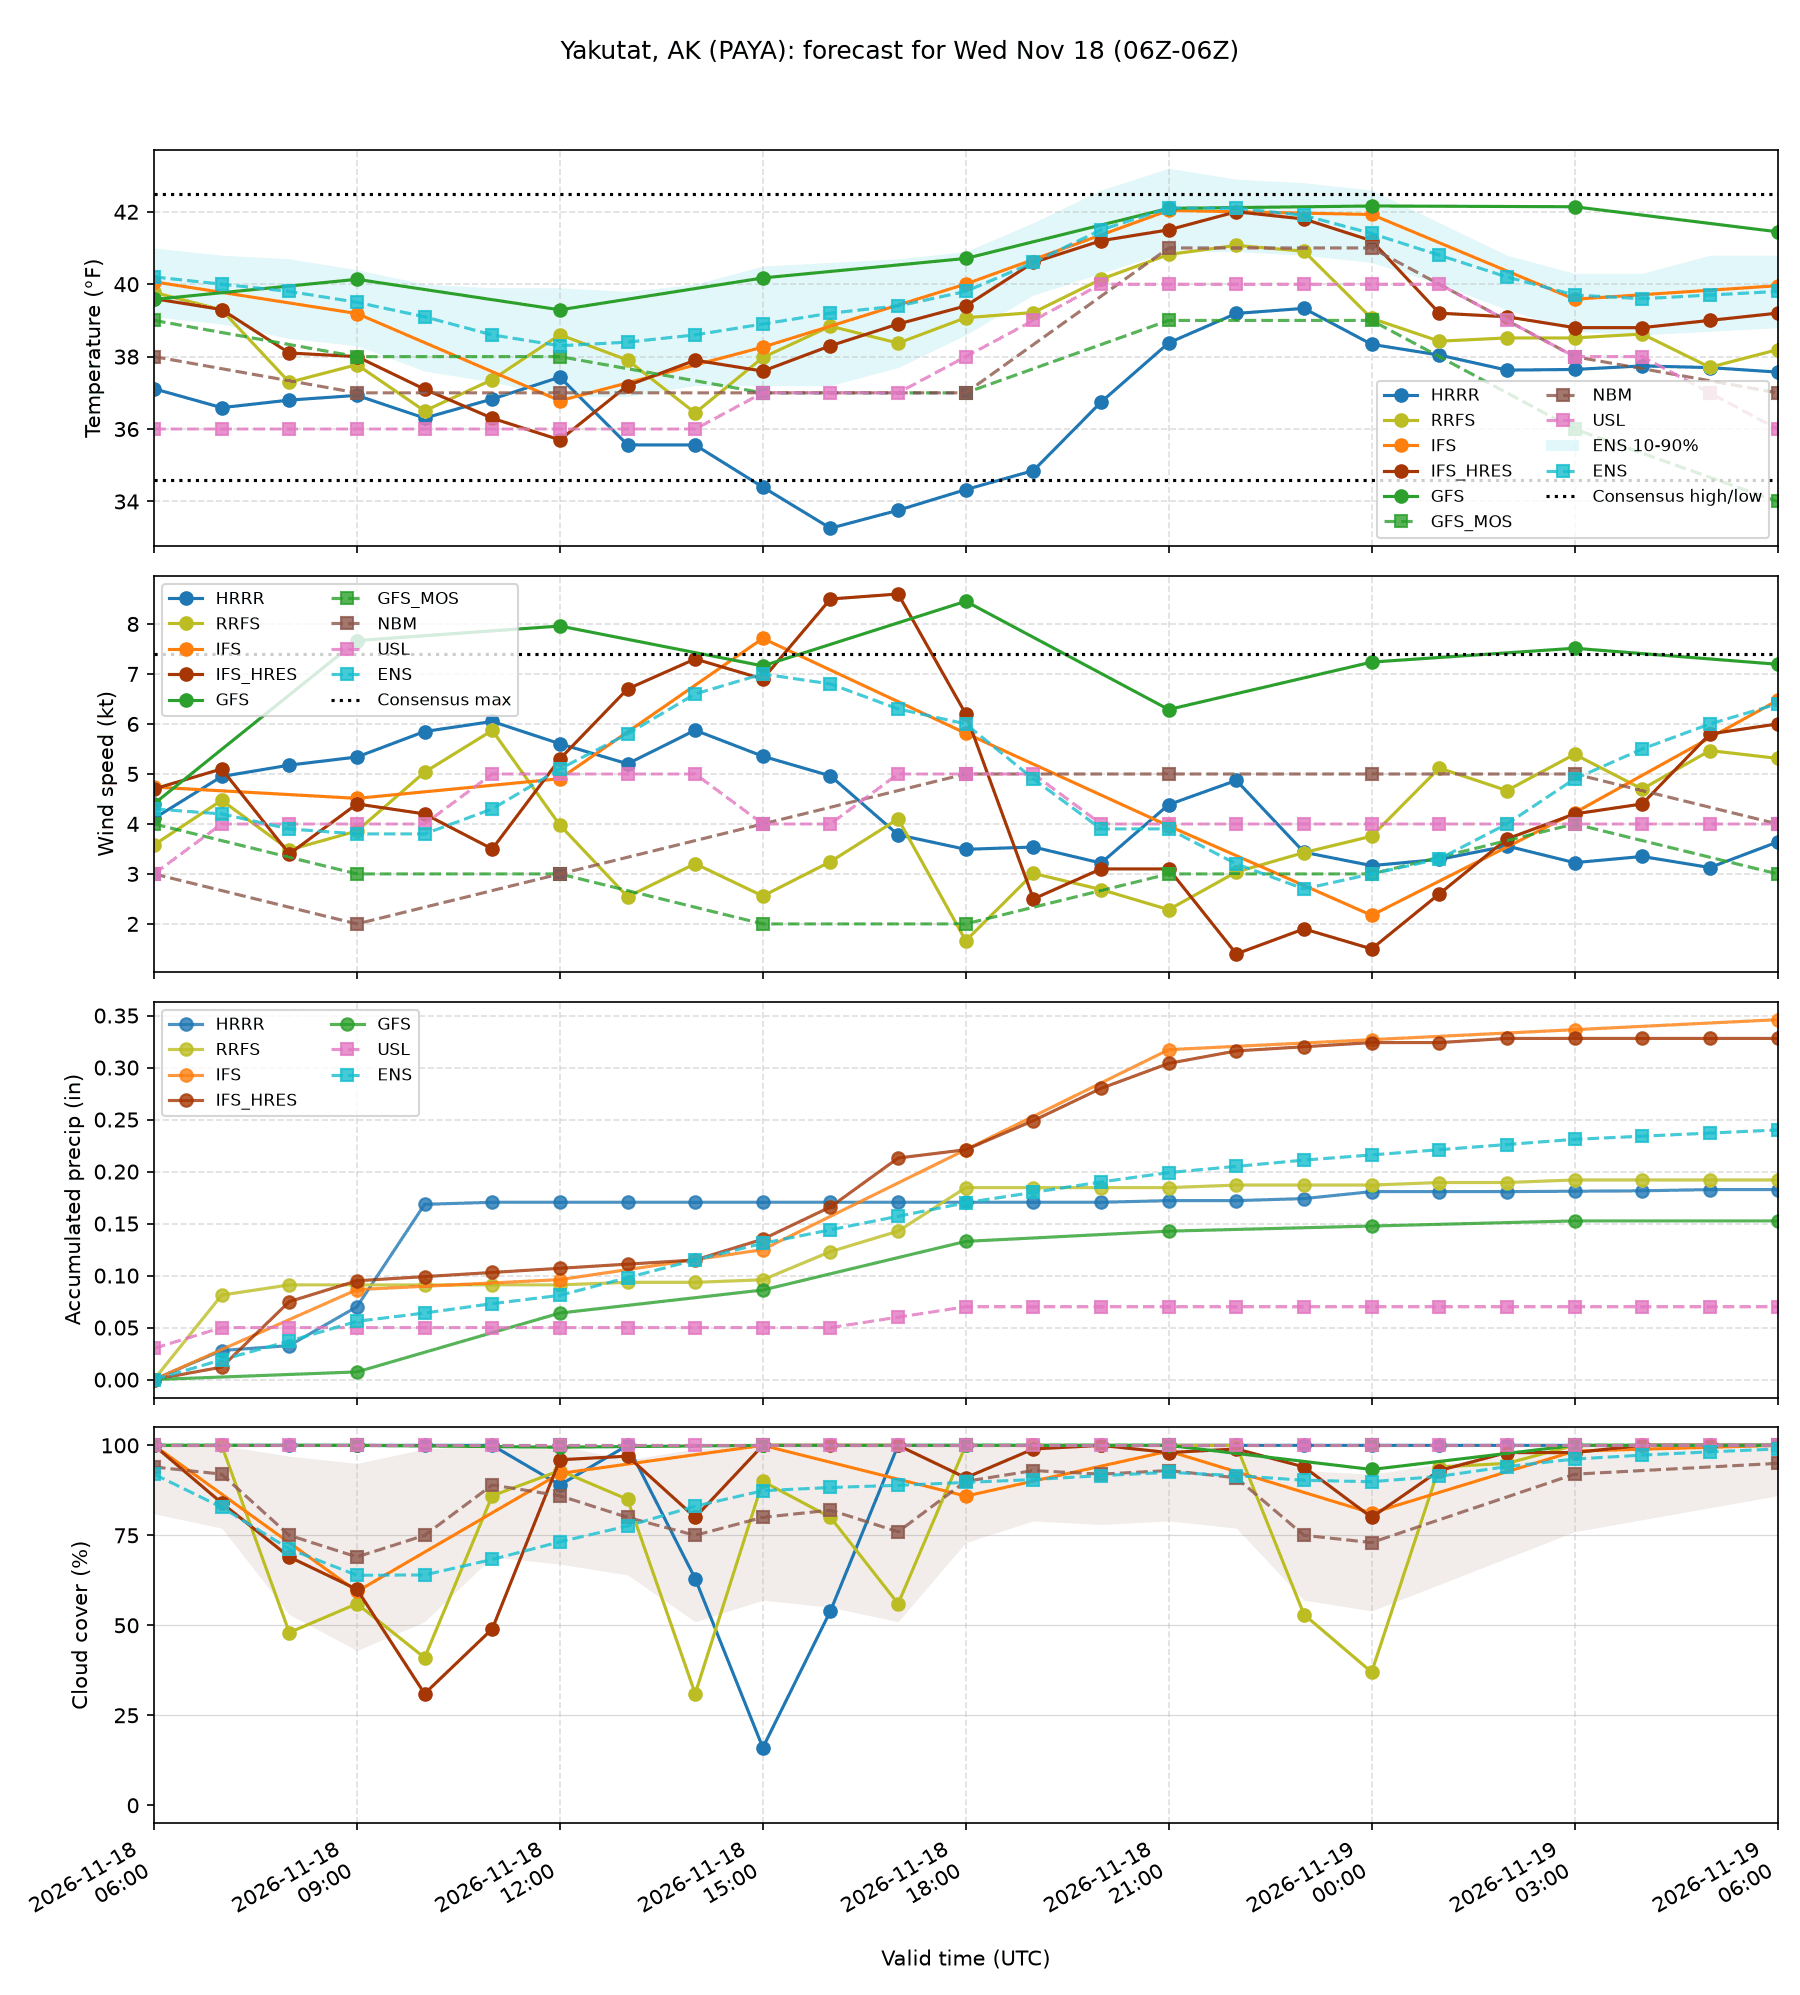 Yakutat, AK (PAYA): forecast for Wed Nov 18 (06Z-06Z)
Temperature (°F)
42
40
38
36
34
HRRR
RRFS
IFS
IFS_HRES
GFS
GFS_MOS
NBM
USL
ENS 10-90%
ENS
Consensus high/low
Wind speed (kt)
8
7
6
5
4
3
2
HRRR
RRFS
IFS
IFS_HRES
GFS
GFS_MOS
NBM
USL
ENS
Consensus max
Accumulated precip (in)
0.35
0.30
0.25
0.20
0.15
0.10
0.05
0.00
HRRR
RRFS
IFS
IFS_HRES
GFS
USL
ENS
Cloud cover (%)
100
75
50
25
0
2026-11-18
06:00
2026-11-18
09:00
2026-11-18
12:00
2026-11-18
15:00
2026-11-18
18:00
2026-11-18
21:00
2026-11-19
00:00
2026-11-19
03:00
2026-11-19
06:00
Valid time (UTC)